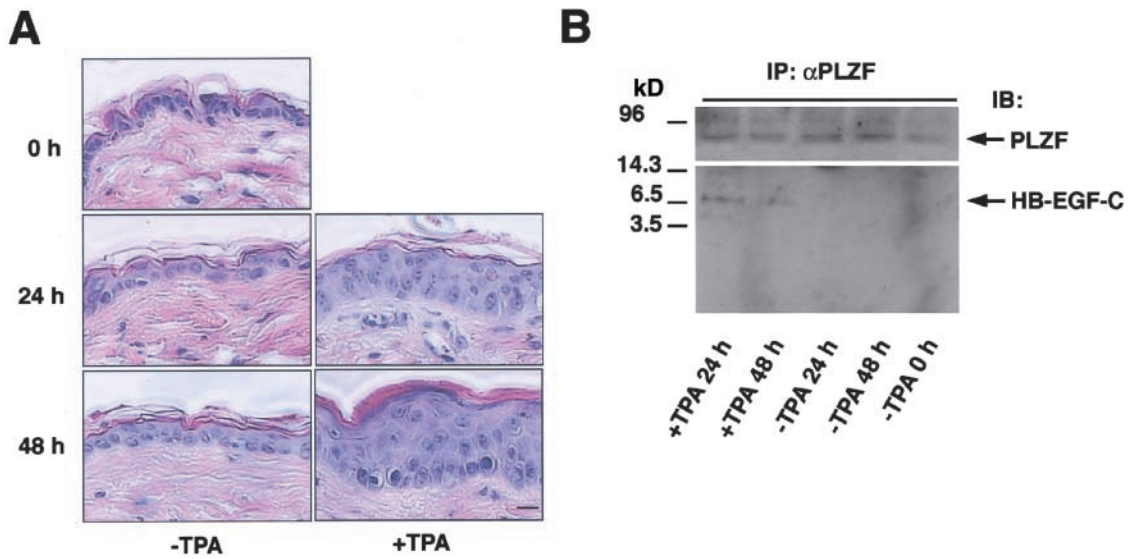 A
0 h
24 h
48 h
-TPA
+TPA
B
IP: αPLZF
kD
IB:
96
PLZF
14.3
6.5
HB-EGF-C
3.5
+TPA 24 h
+TPA 48 h
-TPA 24 h
-TPA 48 h
-TPA 0 h